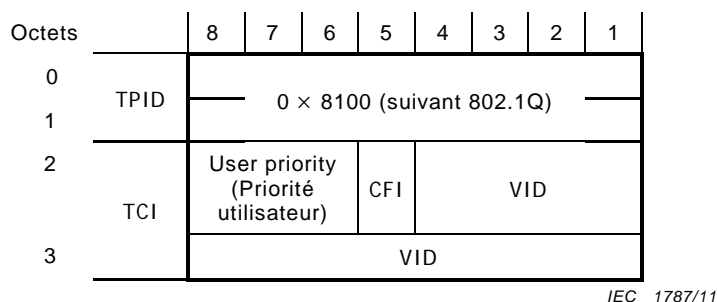 Octets 8 7 6 5 4 3 2 1
0
TPID
0 × 8100 (suivant 802.1Q)
1
2
User priority
(Priorité
utilisateur)
CFI
VID
TCI
3
VID
IEC 1787/11